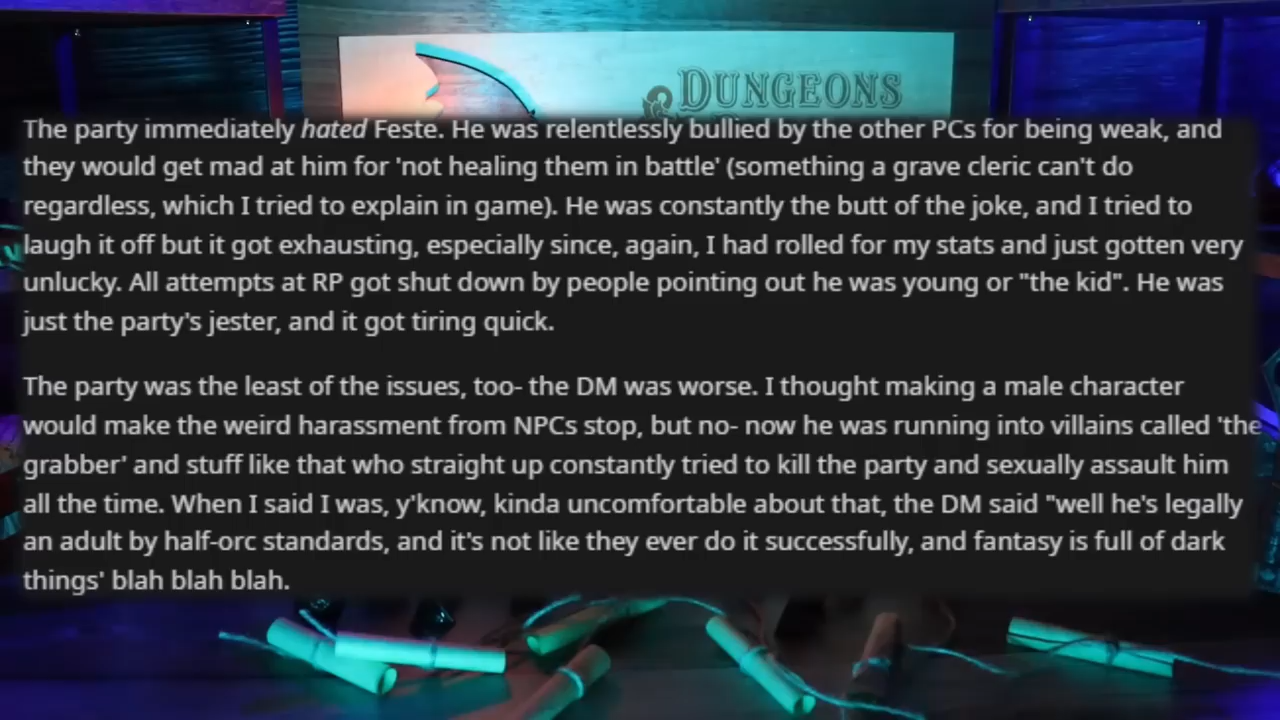 DUNGEONS
The party immediately hated Feste. He was relentlessly bullied by the other PCs for being weak, and
they would get mad at him for 'not healing them in battle' (something a grave cleric can't do
regardless, which I tried to explain in game). He was constantly the butt of the joke, and I tried to
laugh it off but it got exhausting, especially since, again, I had rolled for my stats and just gotten very
unlucky. All attempts at RP got shut down by people pointing out he was young or "the kid". He was
just the party's jester, and it got tiring quick.
The party was the least of the issues, too- the DM was worse. I thought making a male character
would make the weird harassment from NPCs stop, but no- now he was running into villains called 'the
grabber' and stuff like that who straight up constantly tried to kill the party and sexually assault him
all the time. When I said I was, y'know, kinda uncomfortable about that, the DM said "well he's legally
an adult by half-orc standards, and it's not like they ever do it successfully, and fantasy is full of dark
things' blah blah blah.